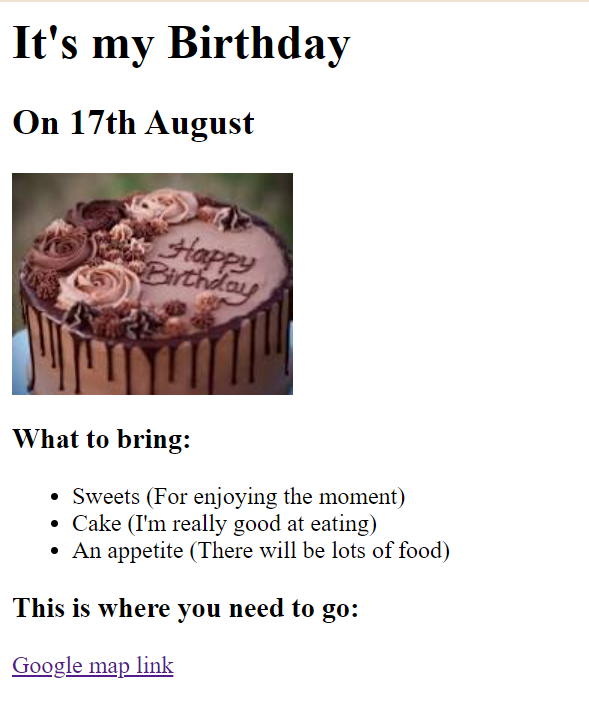 It's my Birthday
On 17th August
Happy
Birthday
What to bring:
Sweets (For enjoying the moment)
Cake (I'm really good at eating)
An appetite (There will be lots of food)
This is where you need to go:
Google map link